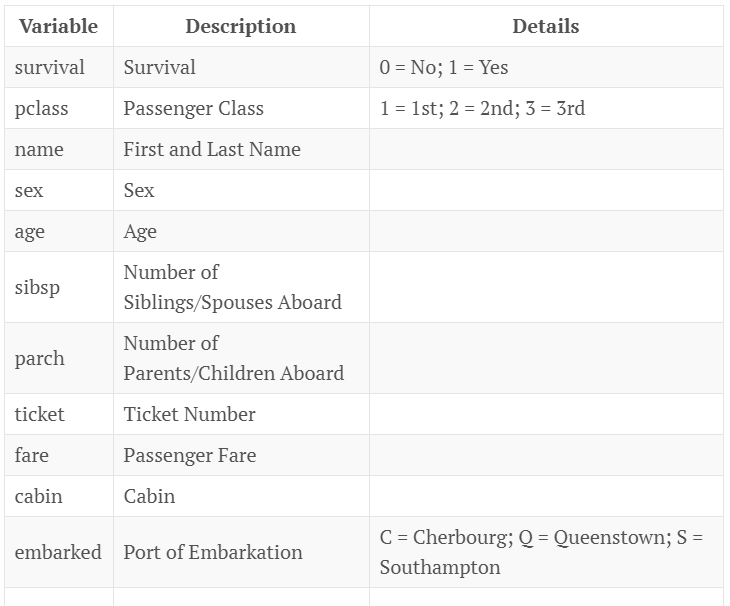 Variable Description Details
survival Survival 0 = No; 1 = Yes
pclass Passenger Class 1 = 1st; 2 = 2nd; 3 = 3rd
name First and Last Name
sex Sex
age Age
sibsp Number of
Siblings/Spouses Aboard
parch Number of
Parents/Children Aboard
ticket Ticket Number
fare Passenger Fare
cabin Cabin
embarked Port of Embarkation C = Cherbourg; Q = Queenstown; S =
Southampton